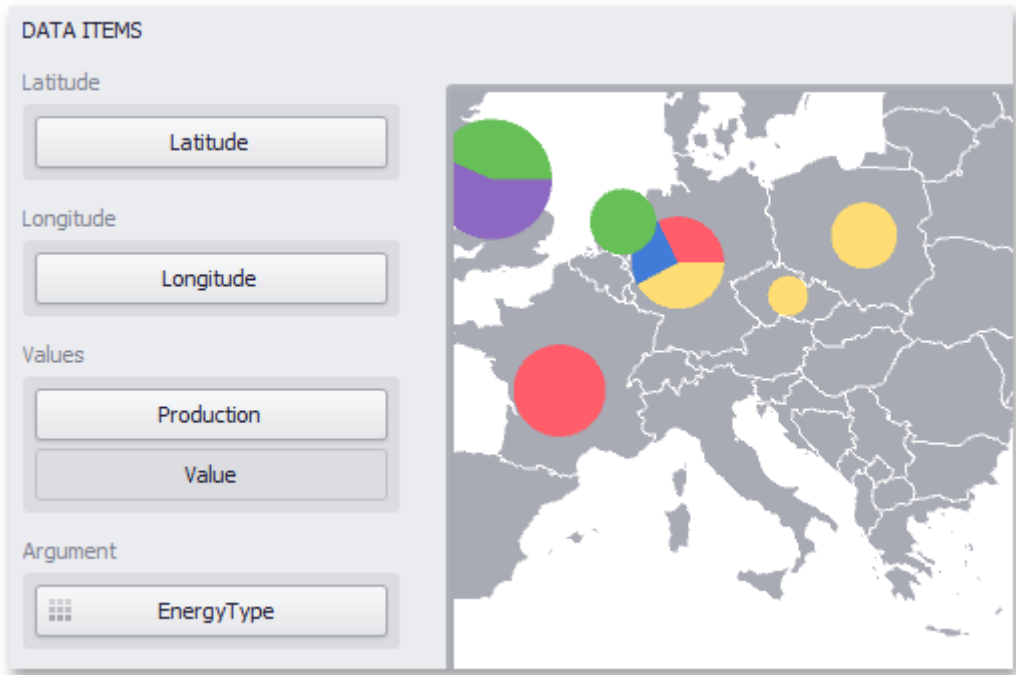 DATA ITEMS
Latitude
Latitude
Longitude
Longitude
Values
Production
Value
Argument
EnergyType